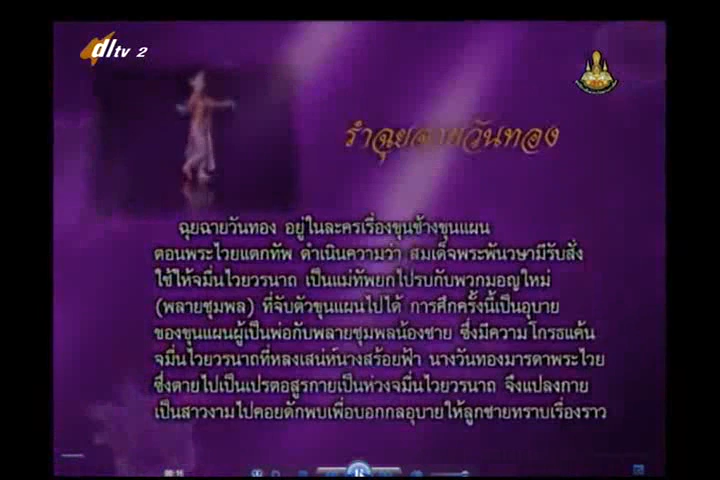 dltv 2
รำฉุยฉายวันทอง
ฉุยฉายวันทอง อยู่ในละครเรื่องขุนช้างขุนแผน
ตอนพระไวยแตกทัพ ดำเนินความว่า สมเด็จพระพันวษามีรับสั่ง
ใช้ให้จมื่นไวยวรนาถ เป็นแม่ทัพยกไปรบกับพวกมอญใหม่
(พลายชุมพล) ที่จับตัวขุนแผนไปได้ การศึกครั้งนี้เป็นอุบาย
ของขุนแผนผู้เป็นพ่อกับพลายชุมพลน้องชาย ซึ่งมีความโกรธแค้น
จมื่นไวยวรนาถที่หลงเสน่ห์นางสร้อยฟ้า นางวันทองมารดาพระไวย
ซึ่งตายไปเป็นเปรตอสูรกายเป็นห่วงจมื่นไวยวรนาถ จึงแปลงกาย
เป็นสาวงามไปคอยดักพบเพื่อบอกกลอุบายให้ลูกชายทราบเรื่องราว
00:16